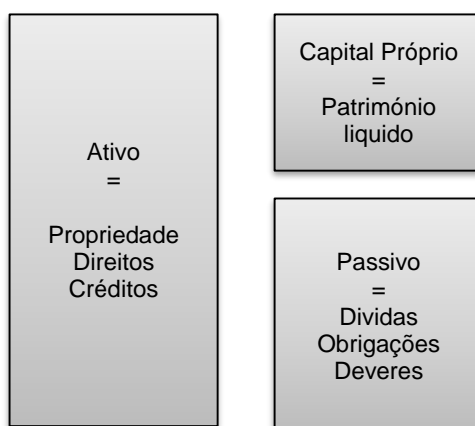 Ativo
=
Propriedade
Direitos
Créditos
Capital Próprio
=
Património
liquido
Passivo
=
Dividas
Obrigações
Deveres